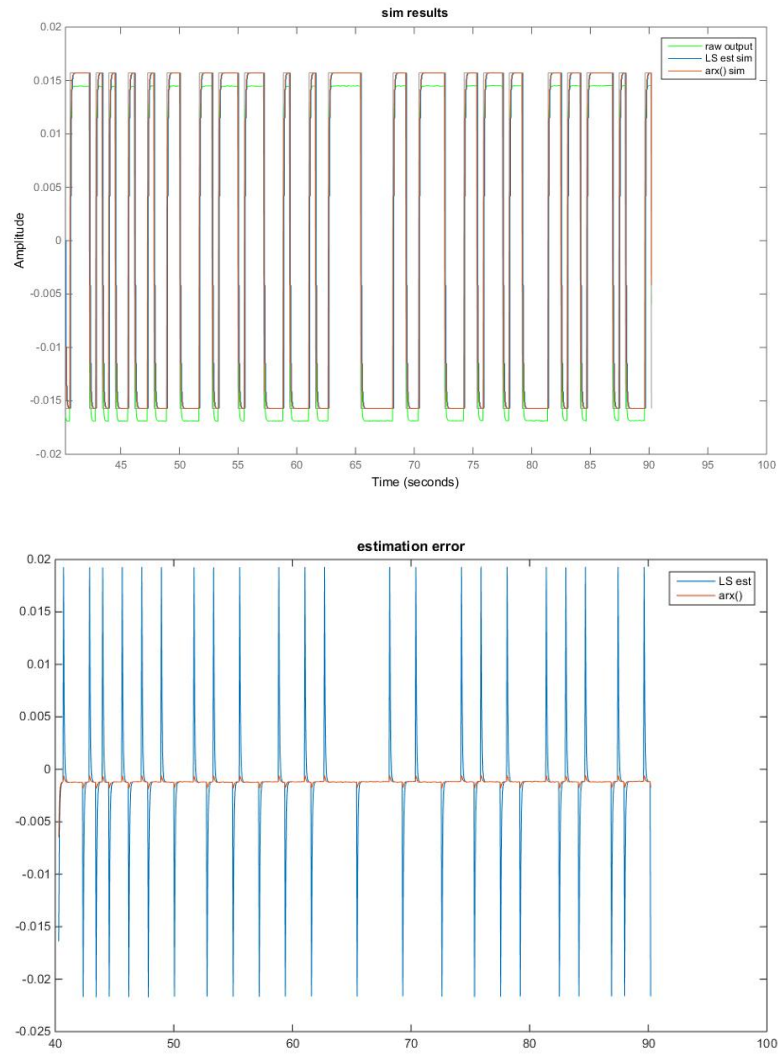 sim results
0.02
0.015
0.01
0.005
0
-0.005
-0.01
-0.015
-0.02
Amplitude
raw output
LS est sim
arx() sim
45 50 55 60 65 70 75 80 85 90 95 100
Time (seconds)
estimation error
0.02
0.015
0.01
0.005
0
-0.005
-0.01
-0.015
-0.02
-0.025
LS est
arx()
40 50 60 70 80 90 100